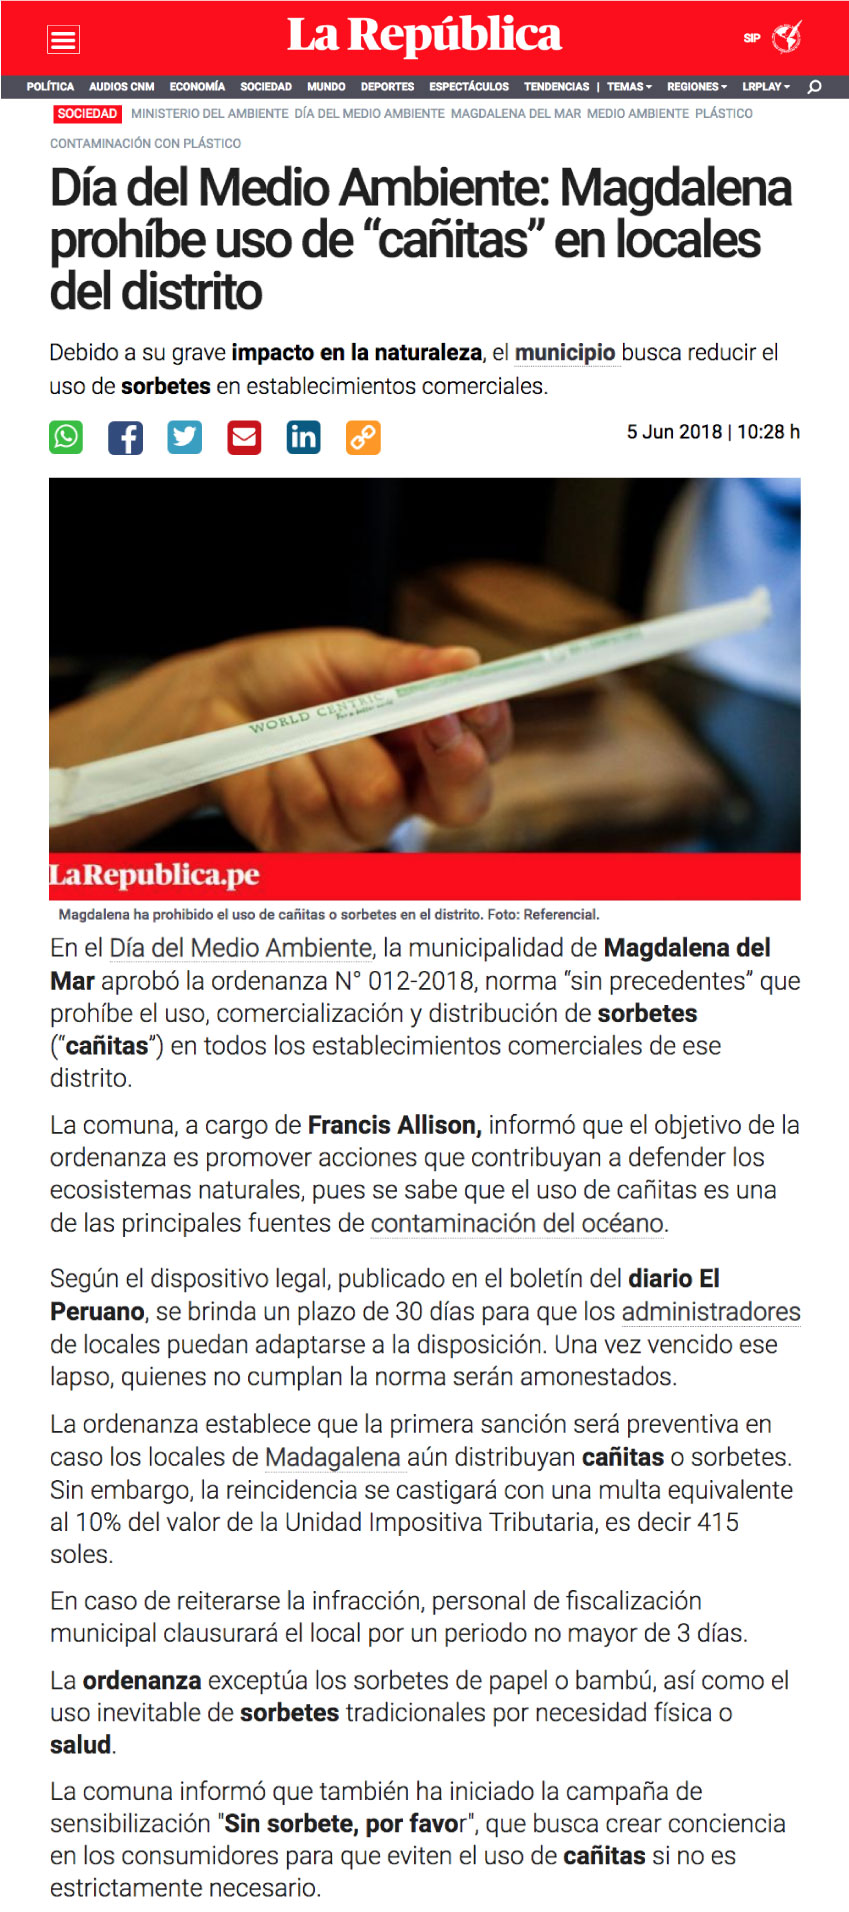 La República
SIP
POLÍTICA AUDIOS CNM ECONOMÍA SOCIEDAD MUNDO DEPORTES ESPECTÁCULOS TENDENCIAS | TEMAS REGIONES LRPLAY
SOCIEDAD MINISTERIO DEL AMBIENTE DÍA DEL MEDIO AMBIENTE MAGDALENA DEL MAR MEDIO AMBIENTE PLÁSTICO
CONTAMINACIÓN CON PLÁSTICO
Día del Medio Ambiente: Magdalena
prohíbe uso de “cañitas” en locales
del distrito
Debido a su grave impacto en la naturaleza, el municipio busca reducir el
uso de sorbetes en establecimientos comerciales.
5 Jun 2018 | 10:28 h
WORLD CENTRIC
For a better world
LaRepublica.pe
Magdalena ha prohibido el uso de cañitas o sorbetes en el distrito. Foto: Referencial.
En el Día del Medio Ambiente, la municipalidad de Magdalena del
Mar aprobó la ordenanza N° 012-2018, norma “sin precedentes” que
prohíbe el uso, comercialización y distribución de sorbetes
(“cañitas”) en todos los establecimientos comerciales de ese
distrito.
La comuna, a cargo de Francis Allison, informó que el objetivo de la
ordenanza es promover acciones que contribuyan a defender los
ecosistemas naturales, pues se sabe que el uso de cañitas es una
de las principales fuentes de contaminación del océano.
Según el dispositivo legal, publicado en el boletín del diario El
Peruano, se brinda un plazo de 30 días para que los administradores
de locales puedan adaptarse a la disposición. Una vez vencido ese
lapso, quienes no cumplan la norma serán amonestados.
La ordenanza establece que la primera sanción será preventiva en
caso los locales de Madagalena aún distribuyan cañitas o sorbetes.
Sin embargo, la reincidencia se castigará con una multa equivalente
al 10% del valor de la Unidad Impositiva Tributaria, es decir 415
soles.
En caso de reiterarse la infracción, personal de fiscalización
municipal clausurará el local por un periodo no mayor de 3 días.
La ordenanza exceptúa los sorbetes de papel o bambú, así como el
uso inevitable de sorbetes tradicionales por necesidad física o
salud.
La comuna informó que también ha iniciado la campaña de
sensibilización "Sin sorbete, por favor", que busca crear conciencia
en los consumidores para que eviten el uso de cañitas si no es
estrictamente necesario.